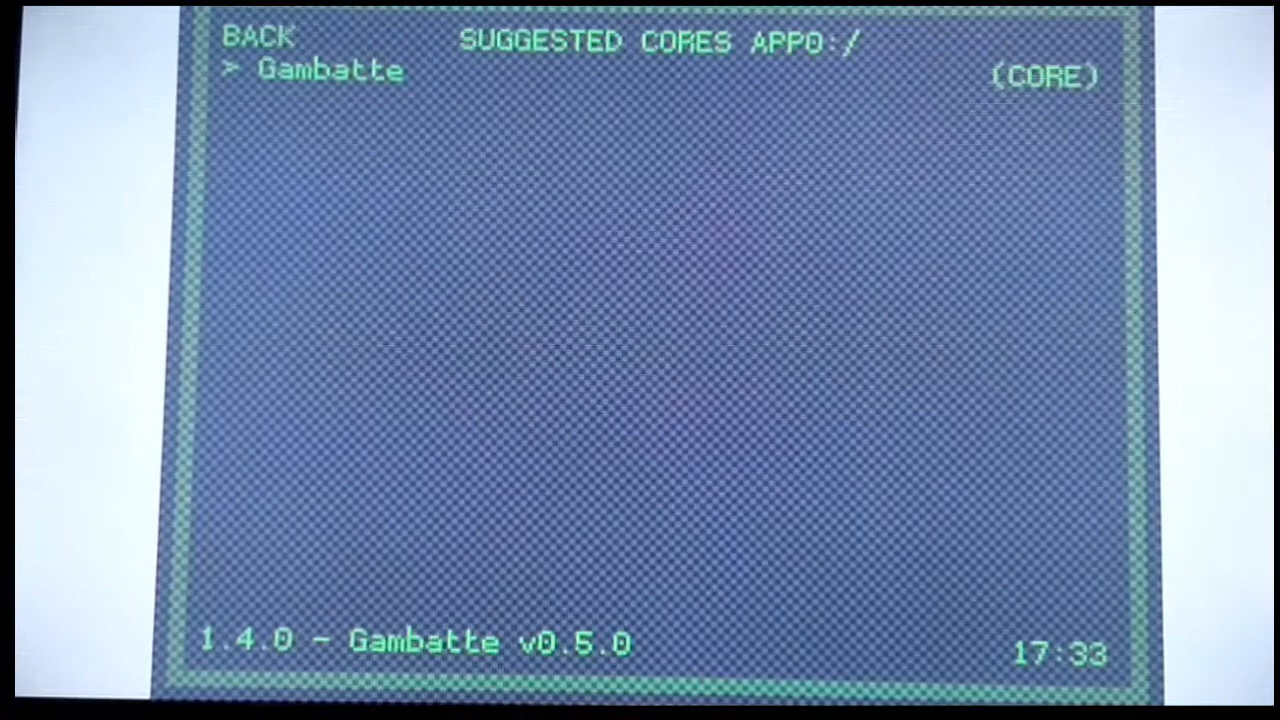 BACK
SUGGESTED CORES APP0:/
> Gambatte
(CORE)
1.4.0 - Gambatte v0.5.0
17:33